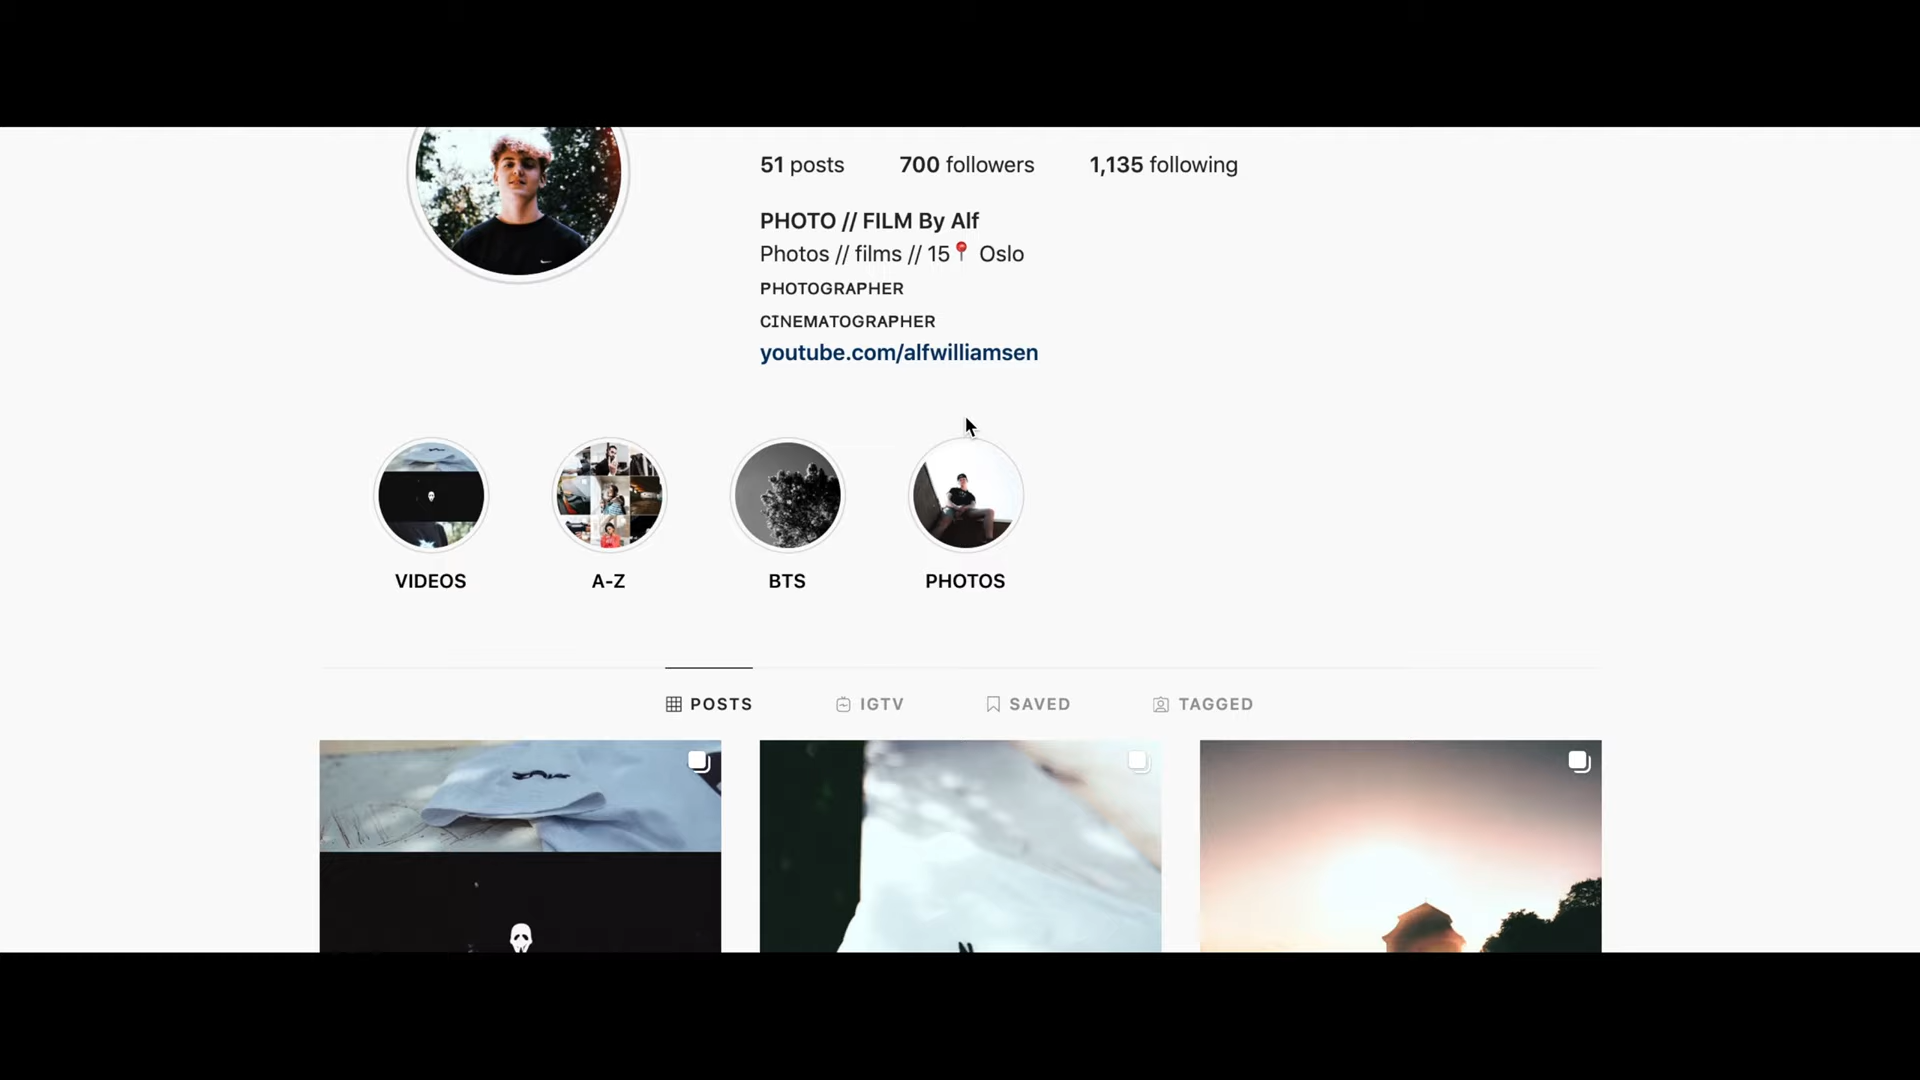 51 posts 700 followers 1,135 following
PHOTO // FILM By Alf
Photos // films // 15📍 Oslo
PHOTOGRAPHER
CINEMATOGRAPHER
youtube.com/alfwilliamsen
VIDEOS A-Z BTS PHOTOS
POSTS IGTV SAVED TAGGED